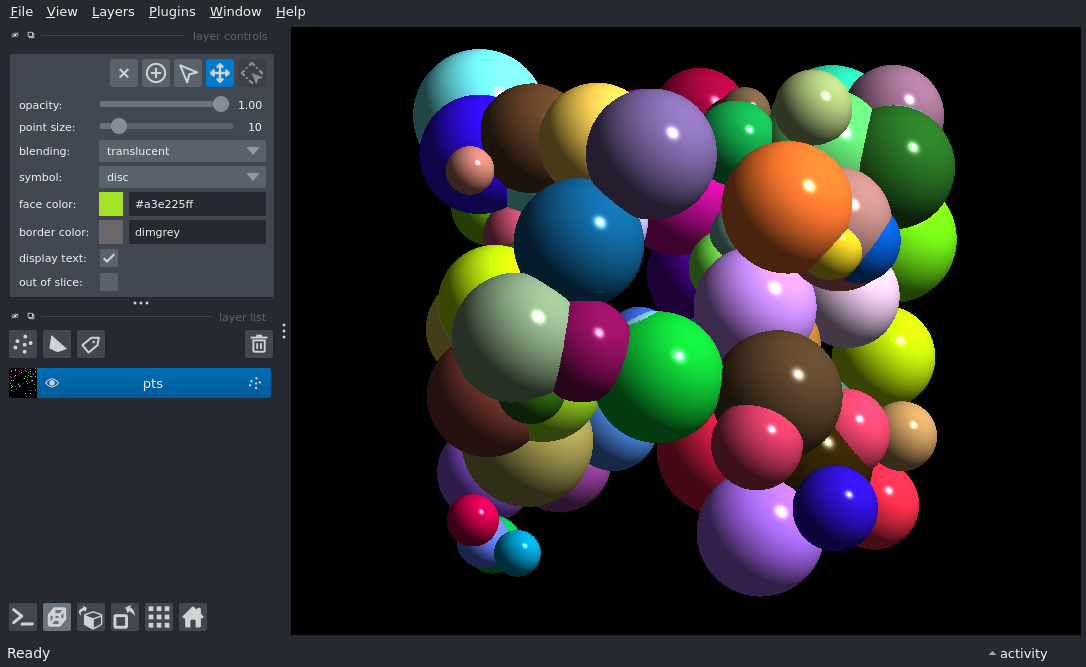 File View Layers Plugins Window Help
layer controls
opacity: 1.00
point size: 10
blending: translucent
symbol: disc
face color: #a3e225ff
border color: dimgrey
display text:
out of slice:
layer list
pts
Ready activity